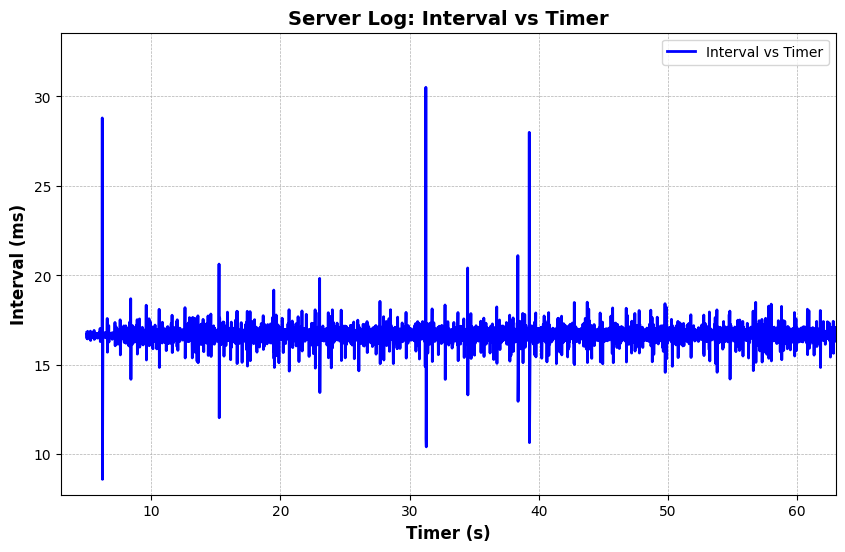 Server Log: Interval vs Timer
Interval vs Timer
Interval (ms)
30
25
20
15
10
10 20 30 40 50 60
Timer (s)